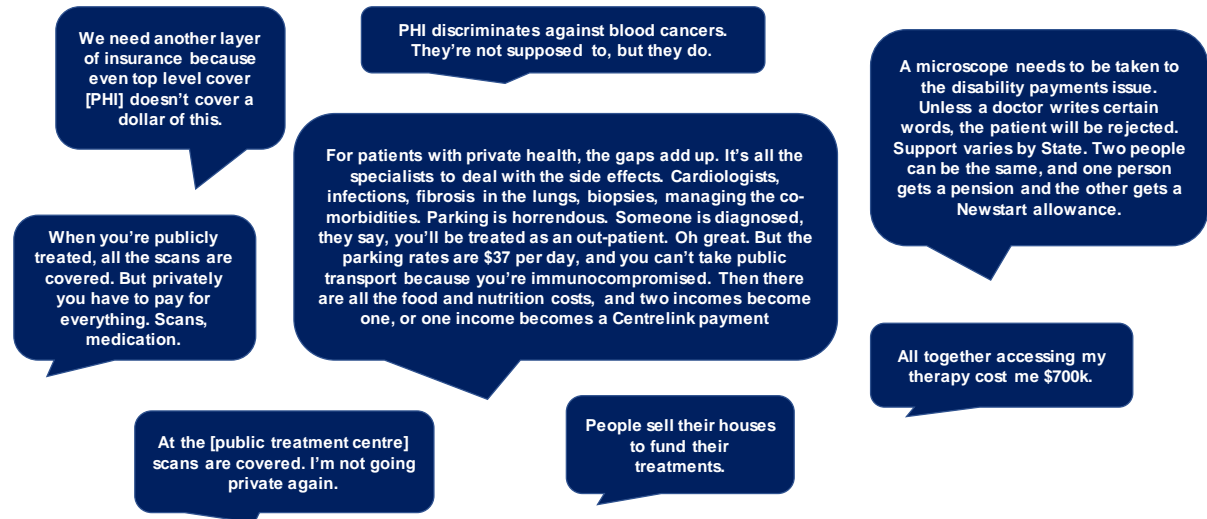 We need another layer
of insurance because
even top level cover
[PHI] doesn't cover a
dollar of this.
PHI discriminates against blood cancers.
They're not supposed to, but they do.
A microscope needs to be taken to
the disability payments issue.
Unless a doctor writes certain
words, the patient will be rejected.
Support varies by State. Two people
can be the same, and one person
gets a pension and the other gets a
Newstart allowance.
For patients with private health, the gaps add up. It's all the
specialists to deal with the side effects. Cardiologists,
infections, fibrosis in the lungs, biopsies, managing the co-
morbidities. Parking is horrendous. Someone is diagnosed,
they say, you'll be treated as an out-patient. Oh great. But the
parking rates are $37 per day, and you can't take public
transport because you're immunocompromised. Then there
are all the food and nutrition costs, and two incomes become
one, or one income becomes a Centrelink payment
When you're publicly
treated, all the scans are
covered. But privately
you have to pay for
everything. Scans,
medication.
All together accessing my
therapy cost me $700k.
At the [public treatment centre]
scans are covered. I'm not going
private again.
People sell their houses
to fund their
treatments.